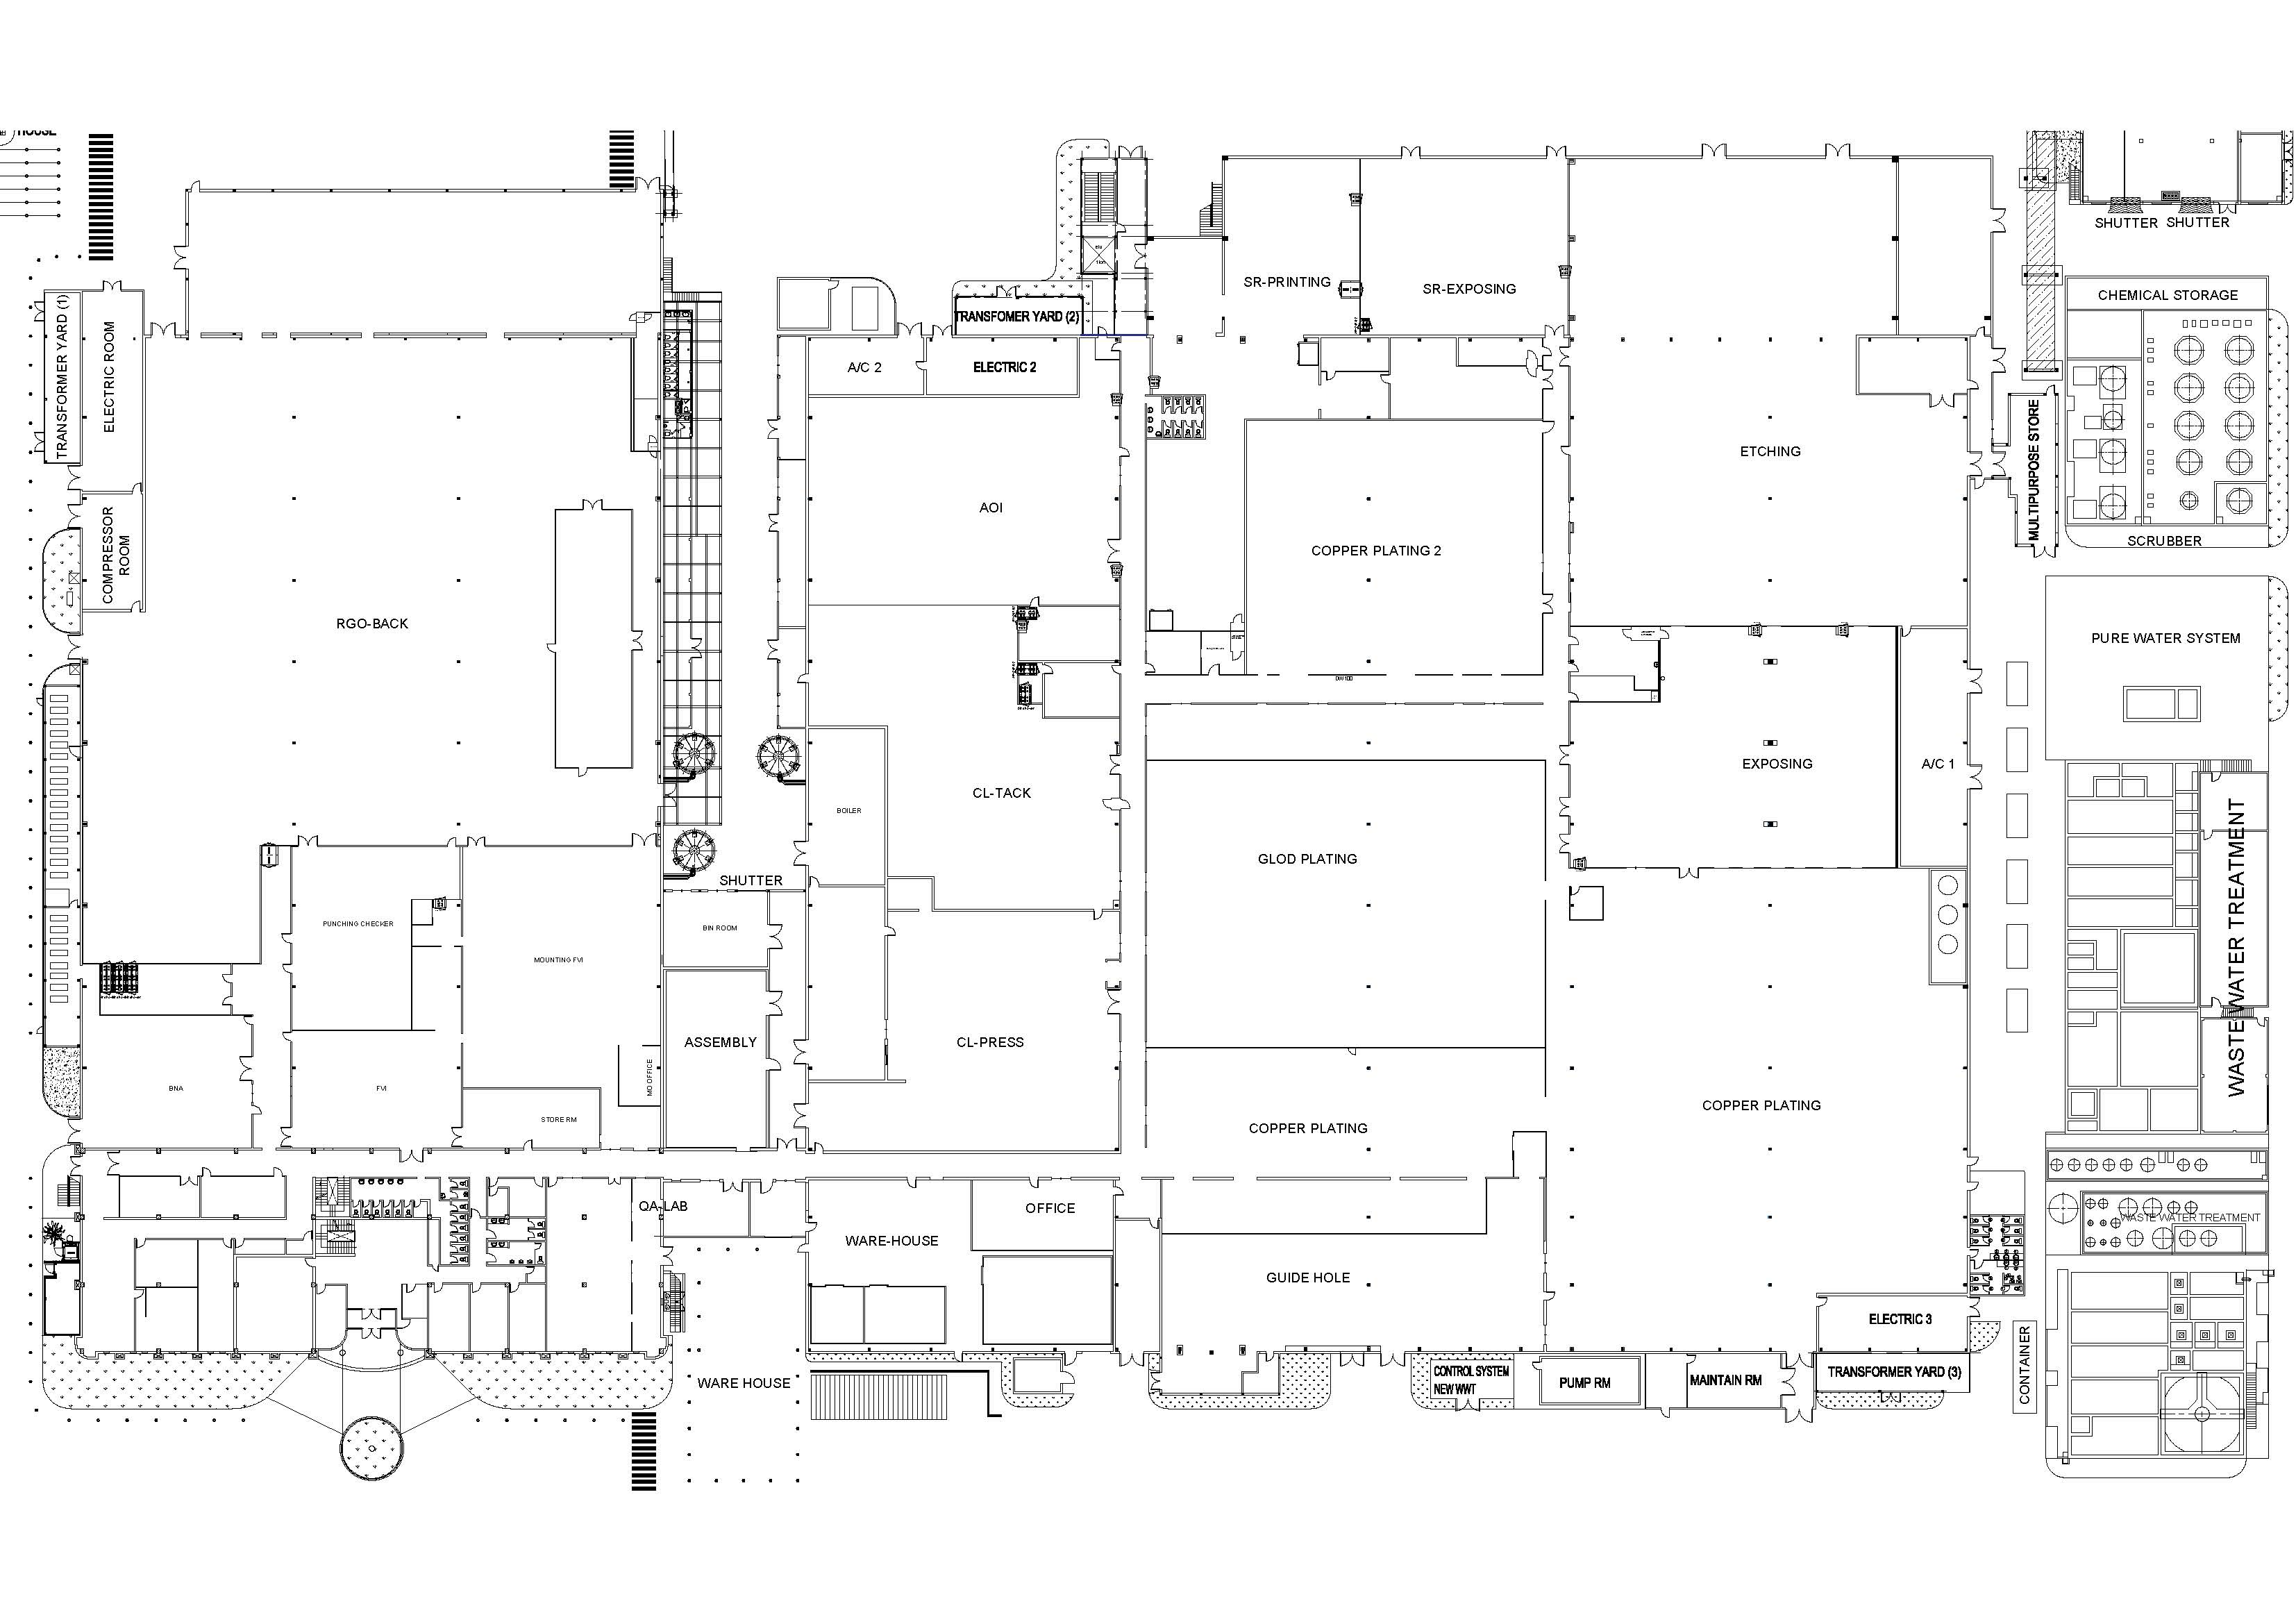 HOUSE
SHUTTER SHUTTER
SR-PRINTING
SR-EXPOSING
CHEMICAL STORAGE
TRANSFORMER YARD (1)
ELECTRIC ROOM
TRANSFOMER YARD (2)
A/C 2
ELECTRIC 2
ETCHING
MULTIPURPOSE STORE
AOI
COMPRESSOR
ROOM
COPPER PLATING 2
SCRUBBER
RGO-BACK
PURE WATER SYSTEM
EXPOSING
A/C 1
CL-TACK
BOILER
GLOD PLATING
SHUTTER
PUNCHING CHECKER
BIN ROOM
MOUNTING FVI
WASTE WATER TREATMENT
ASSEMBLY
CL-PRESS
BNA
FVI
MO OFFICE
STORE RM
COPPER PLATING
COPPER PLATING
QA-LAB
OFFICE
WARE-HOUSE
WASTE WATER TREATMENT
GUIDE HOLE
ELECTRIC 3
CONTAINER
WARE HOUSE
CONTROL SYSTEM
NEW WWT
PUMP RM
MAINTAIN RM
TRANSFORMER YARD (3)